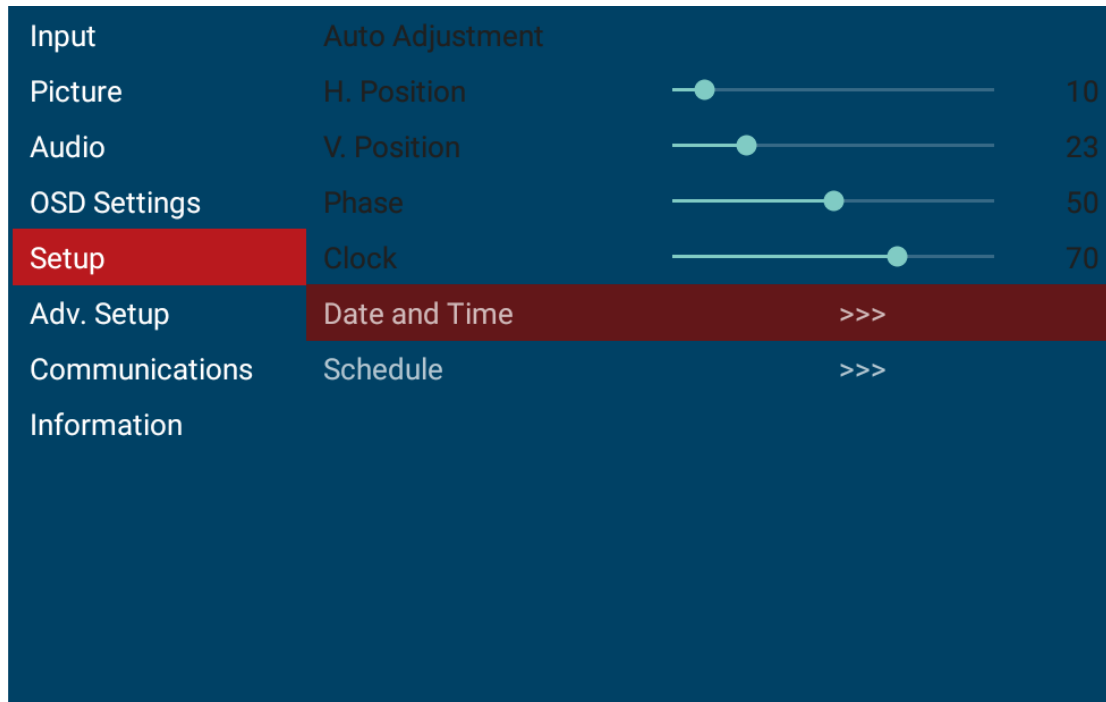 Input
Picture
Audio
OSD Settings
Setup
Adv. Setup
Communications
Information
Auto Adjustment
H. Position 10
V. Position 23
Phase 50
Clock 70
Date and Time >>>
Schedule >>>